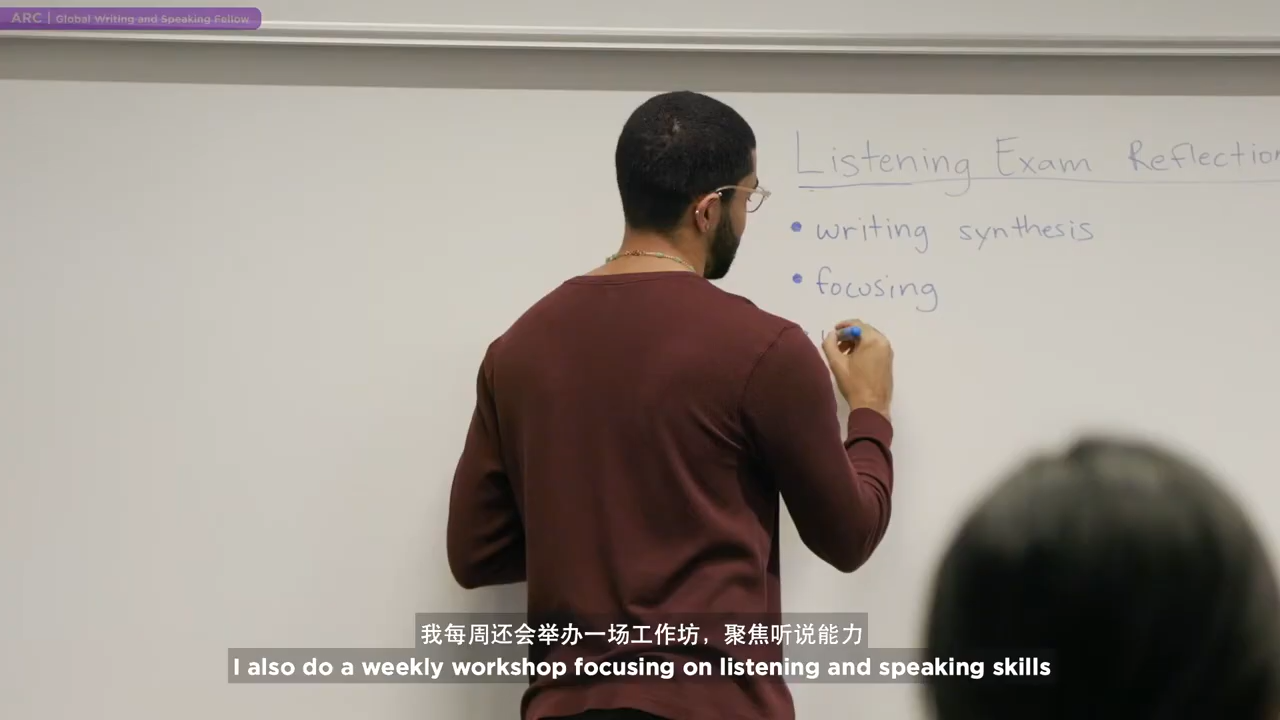 ARC | Global Writing and Speaking Fellow
Listening Exam Reflection
• writing synthesis
• focusing
我每周还会举办一场工作坊，聚焦听说能力
I also do a weekly workshop focusing on listening and speaking skills